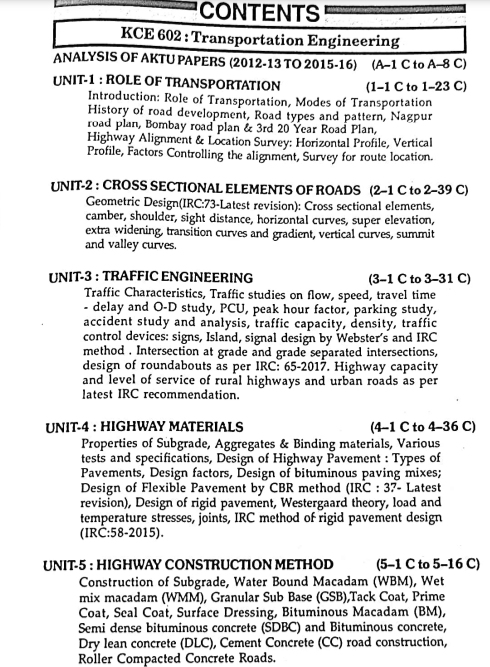 CONTENTS
KCE 602 : Transportation Engineering
ANALYSIS OF AKTU PAPERS (2012-13 TO 2015-16) (A–1 C to A–8 C)
UNIT-1 : ROLE OF TRANSPORTATION (1–1 C to 1–23 C)
Introduction: Role of Transportation, Modes of Transportation
History of road development, Road types and pattern, Nagpur
road plan, Bombay road plan & 3rd 20 Year Road Plan,
Highway Alignment & Location Survey: Horizontal Profile, Vertical
Profile, Factors Controlling the alignment, Survey for route location.
UNIT-2 : CROSS SECTIONAL ELEMENTS OF ROADS (2–1 C to 2–39 C)
Geometric Design(IRC:73-Latest revision): Cross sectional elements,
camber, shoulder, sight distance, horizontal curves, super elevation,
extra widening, transition curves and gradient, vertical curves, summit
and valley curves.
UNIT-3 : TRAFFIC ENGINEERING (3–1 C to 3–31 C)
Traffic Characteristics, Traffic studies on flow, speed, travel time
- delay and O-D study, PCU, peak hour factor, parking study,
accident study and analysis, traffic capacity, density, traffic
control devices: signs, Island, signal design by Webster's and IRC
method . Intersection at grade and grade separated intersections,
design of roundabouts as per IRC: 65-2017. Highway capacity
and level of service of rural highways and urban roads as per
latest IRC recommendation.
UNIT-4 : HIGHWAY MATERIALS (4–1 C to 4–36 C)
Properties of Subgrade, Aggregates & Binding materials, Various
tests and specifications, Design of Highway Pavement : Types of
Pavements, Design factors, Design of bituminous paving mixes;
Design of Flexible Pavement by CBR method (IRC : 37- Latest
revision), Design of rigid pavement, Westergaard theory, load and
temperature stresses, joints, IRC method of rigid pavement design
(IRC:58-2015).
UNIT-5 : HIGHWAY CONSTRUCTION METHOD (5–1 C to 5–16 C)
Construction of Subgrade, Water Bound Macadam (WBM), Wet
mix macadam (WMM), Granular Sub Base (GSB),Tack Coat, Prime
Coat, Seal Coat, Surface Dressing, Bituminous Macadam (BM),
Semi dense bituminous concrete (SDBC) and Bituminous concrete,
Dry lean concrete (DLC), Cement Concrete (CC) road construction,
Roller Compacted Concrete Roads.